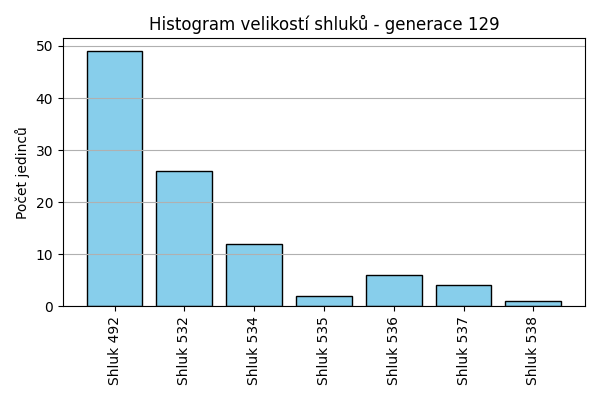 Histogram velikostí shluků - generace 129
Počet jedinců
50
40
30
20
10
0
Shluk 492
Shluk 532
Shluk 534
Shluk 535
Shluk 536
Shluk 537
Shluk 538